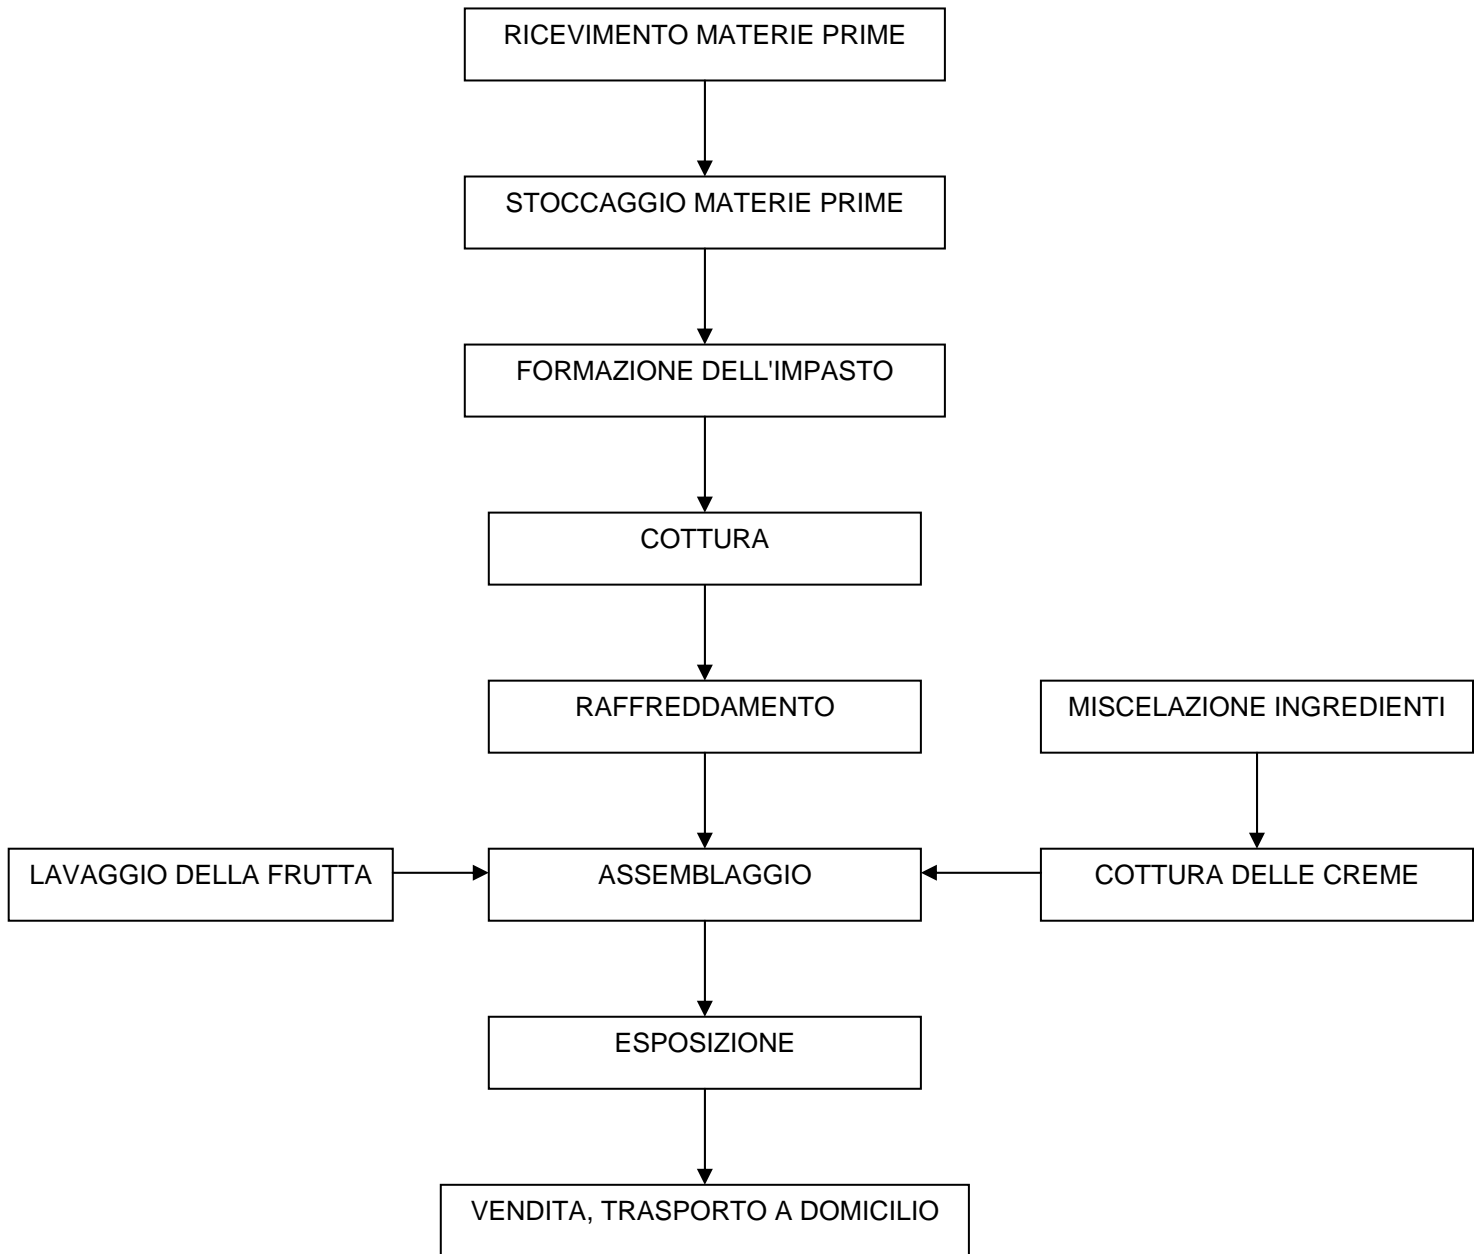 RICEVIMENTO MATERIE PRIME
STOCCAGGIO MATERIE PRIME
FORMAZIONE DELL'IMPASTO
COTTURA
RAFFREDDAMENTO
MISCELAZIONE INGREDIENTI
LAVAGGIO DELLA FRUTTA
ASSEMBLAGGIO
COTTURA DELLE CREME
ESPOSIZIONE
VENDITA, TRASPORTO A DOMICILIO